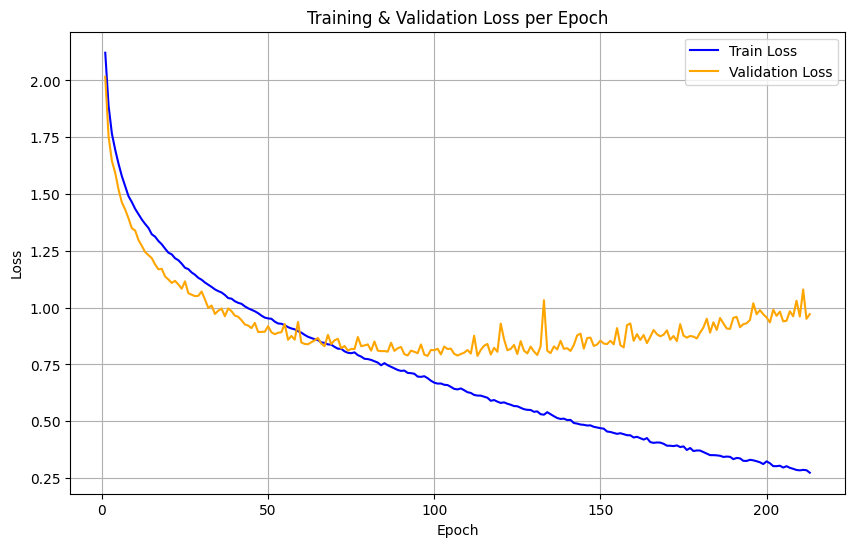 Training & Validation Loss per Epoch
Train Loss
Validation Loss
2.00
1.75
1.50
1.25
1.00
0.75
0.50
0.25
Loss
0 50 100 150 200
Epoch